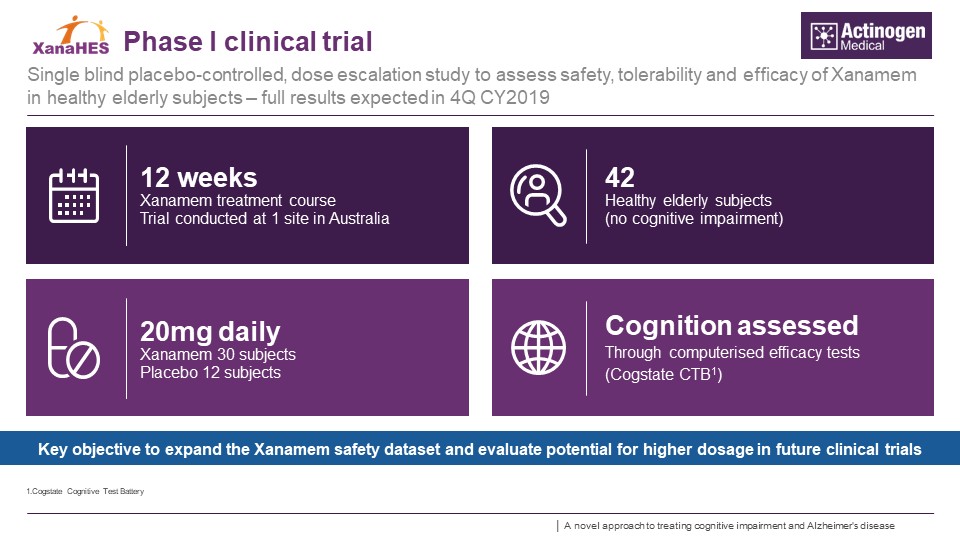 XanaHES
Phase I clinical trial
Actinogen
Medical
Single blind placebo-controlled, dose escalation study to assess safety, tolerability and efficacy of Xanamem
in healthy elderly subjects – full results expected in 4Q CY2019
12 weeks
Xanamem treatment course
Trial conducted at 1 site in Australia
42
Healthy elderly subjects
(no cognitive impairment)
20mg daily
Xanamem 30 subjects
Placebo 12 subjects
Cognition assessed
Through computerised efficacy tests
(Cogstate CTB¹)
Key objective to expand the Xanamem safety dataset and evaluate potential for higher dosage in future clinical trials
1.Cogstate Cognitive Test Battery
A novel approach to treating cognitive impairment and Alzheimer's disease